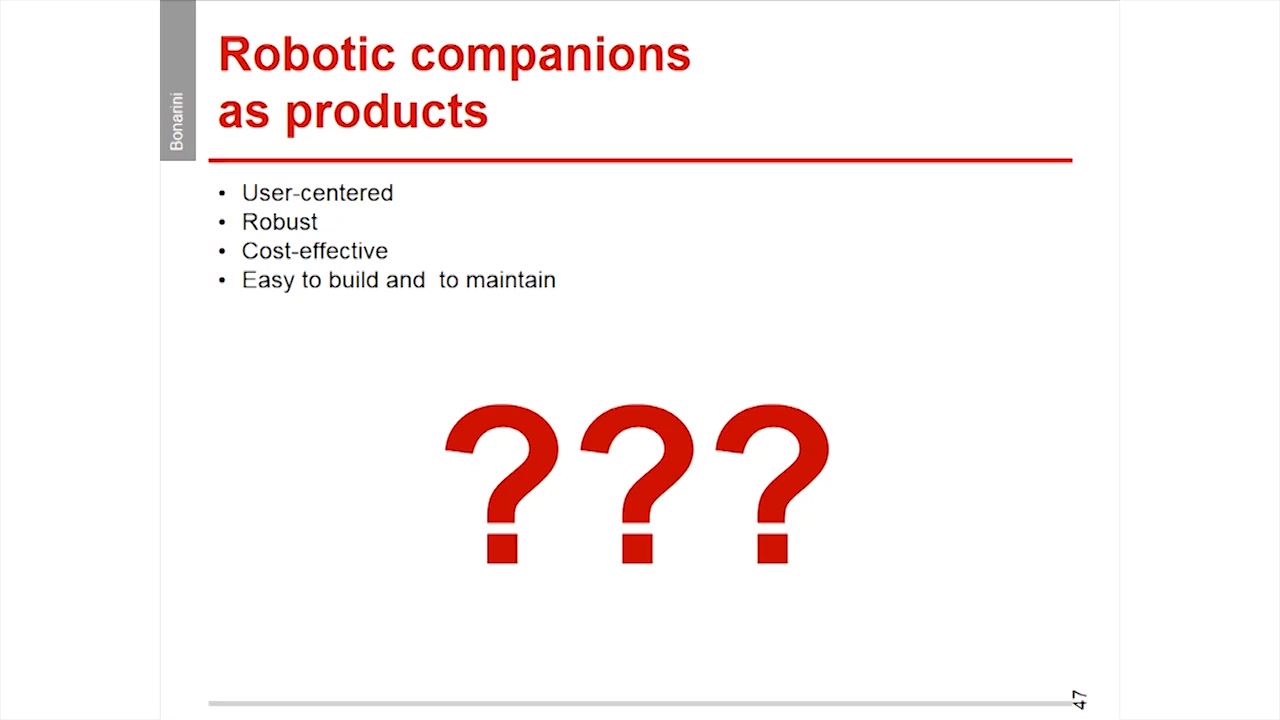 Bonarini
Robotic companions
as products
• User-centered
• Robust
• Cost-effective
• Easy to build and  to maintain
???
47